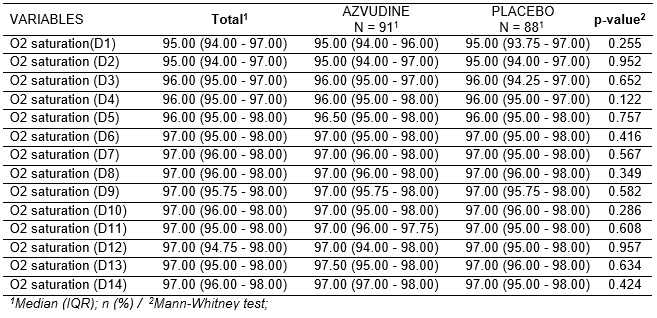 VARIABLES Total1 AZVUDINE N = 911 PLACEBO N = 881 p-value2
O2 saturation(D1) 95.00 (94.00 - 97.00) 95.00 (94.00 - 96.00) 95.00 (93.75 - 97.00) 0.255
O2 saturation (D2) 95.00 (94.00 - 97.00) 95.00 (94.00 - 97.00) 95.00 (94.00 - 97.00) 0.952
O2 saturation (D3) 96.00 (95.00 - 97.00) 96.00 (95.00 - 97.00) 96.00 (94.25 - 97.00) 0.652
O2 saturation (D4) 96.00 (95.00 - 97.00) 96.00 (95.00 - 98.00) 96.00 (95.00 - 97.00) 0.122
O2 saturation (D5) 96.00 (95.00 - 98.00) 96.50 (95.00 - 98.00) 96.00 (95.00 - 98.00) 0.757
O2 saturation (D6) 97.00 (95.00 - 98.00) 97.00 (95.00 - 98.00) 97.00 (95.00 - 98.00) 0.416
O2 saturation (D7) 97.00 (96.00 - 98.00) 97.00 (96.00 - 98.00) 97.00 (95.00 - 98.00) 0.567
O2 saturation (D8) 97.00 (96.00 - 98.00) 97.00 (96.00 - 98.00) 97.00 (96.00 - 98.00) 0.349
O2 saturation (D9) 97.00 (95.75 - 98.00) 97.00 (95.75 - 98.00) 97.00 (95.75 - 98.00) 0.582
O2 saturation (D10) 97.00 (96.00 - 98.00) 97.00 (95.00 - 98.00) 97.00 (96.00 - 98.00) 0.286
O2 saturation (D11) 97.00 (95.00 - 98.00) 97.00 (96.00 - 97.75) 97.00 (95.00 - 98.00) 0.608
O2 saturation (D12) 97.00 (94.75 - 98.00) 97.00 (94.00 - 98.00) 97.00 (95.00 - 98.00) 0.957
O2 saturation (D13) 97.00 (95.00 - 98.00) 97.50 (95.00 - 98.00) 97.00 (96.00 - 98.00) 0.634
O2 saturation (D14) 97.00 (96.00 - 98.00) 97.00 (97.00 - 98.00) 97.00 (95.00 - 98.00) 0.424
1Median (IQR); n (%) / 2Mann-Whitney test;